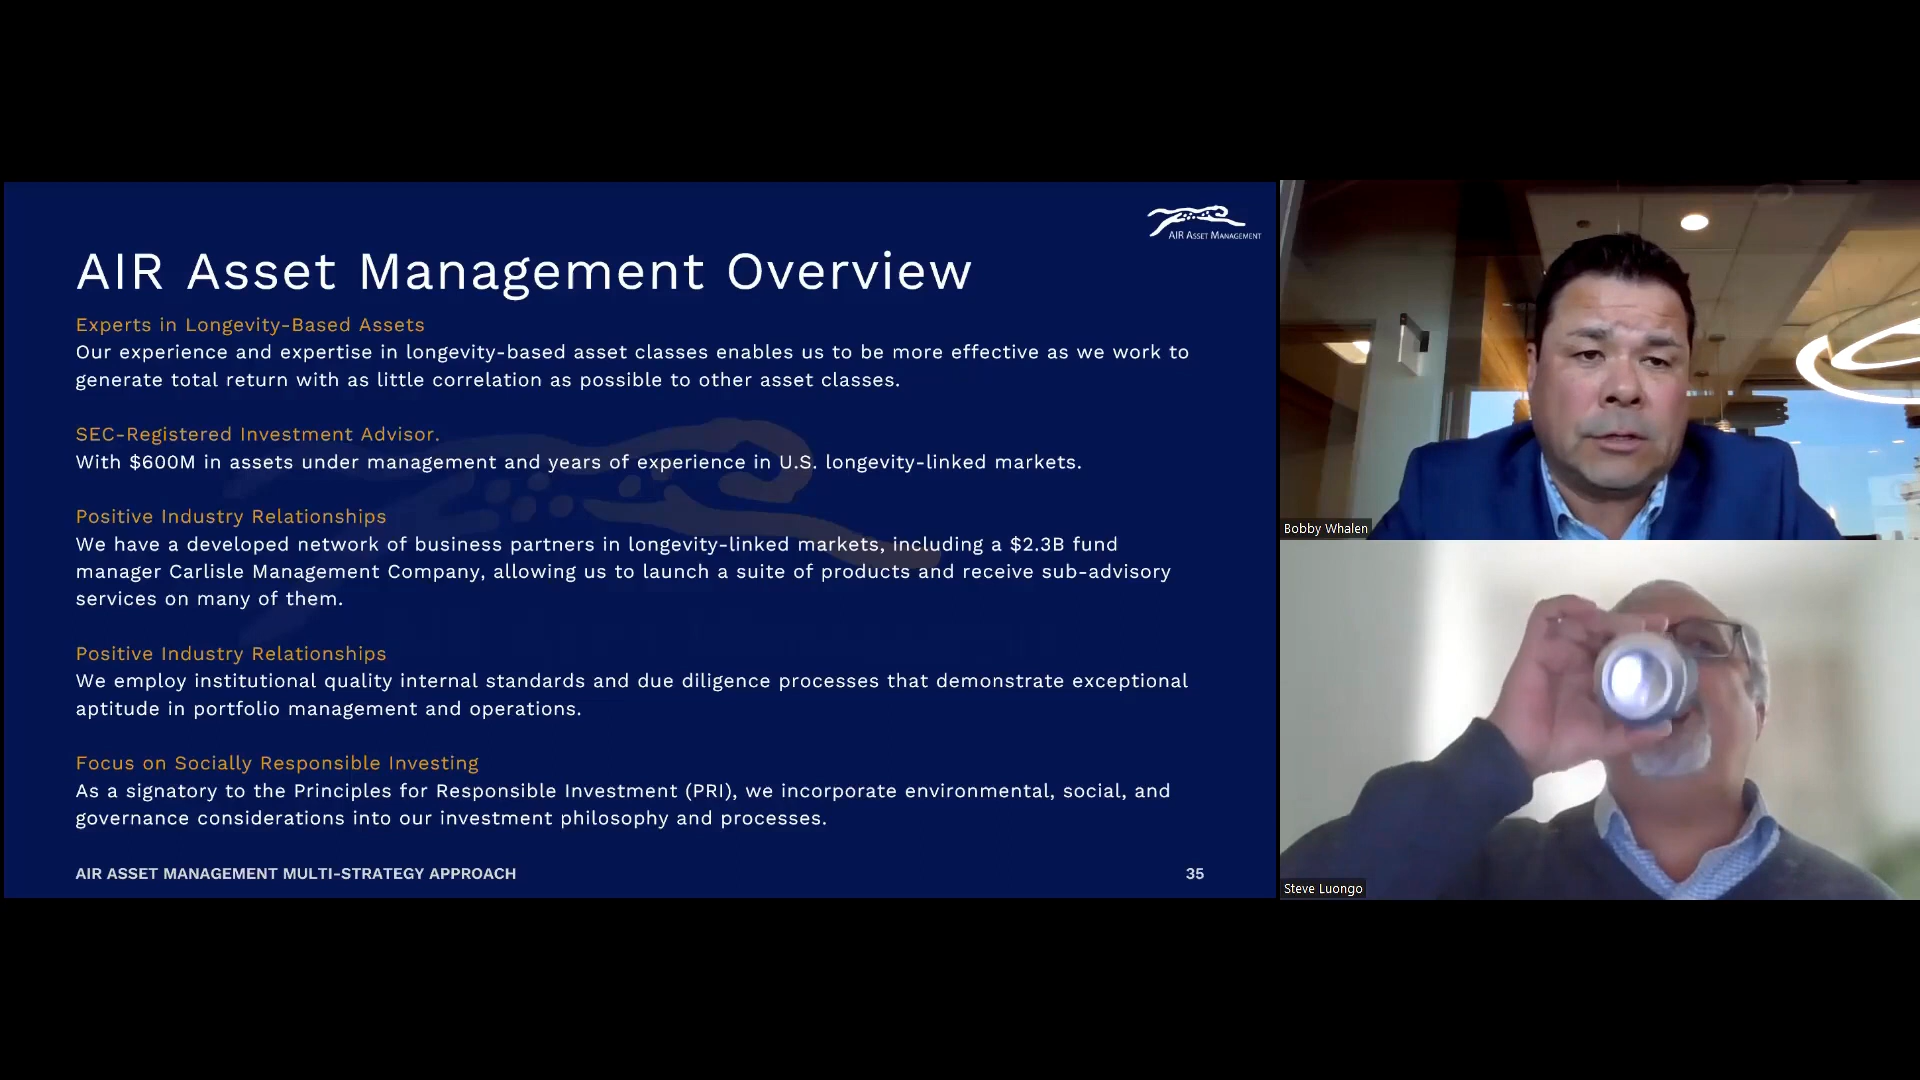 AIR ASSET MANAGEMENT
AIR Asset Management Overview
Experts in Longevity-Based Assets
Our experience and expertise in longevity-based asset classes enables us to be more effective as we work to
generate total return with as little correlation as possible to other asset classes.
SEC-Registered Investment Advisor.
With $600M in assets under management and years of experience in U.S. longevity-linked markets.
Positive Industry Relationships
We have a developed network of business partners in longevity-linked markets, including a $2.3B fund
manager Carlisle Management Company, allowing us to launch a suite of products and receive sub-advisory
services on many of them.
Positive Industry Relationships
We employ institutional quality internal standards and due diligence processes that demonstrate exceptional
aptitude in portfolio management and operations.
Focus on Socially Responsible Investing
As a signatory to the Principles for Responsible Investment (PRI), we incorporate environmental, social, and
governance considerations into our investment philosophy and processes.
AIR ASSET MANAGEMENT MULTI-STRATEGY APPROACH
35
Bobby Whalen
Steve Luongo